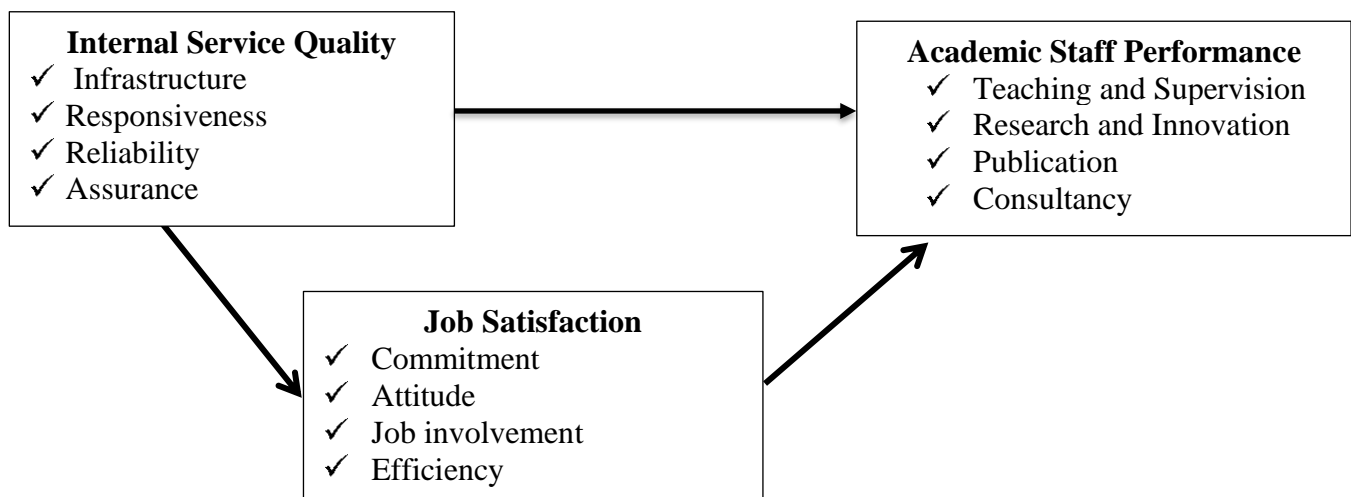 Internal Service Quality
✓ Infrastructure
✓ Responsiveness
✓ Reliability
✓ Assurance
Academic Staff Performance
✓ Teaching and Supervision
✓ Research and Innovation
✓ Publication
✓ Consultancy
Job Satisfaction
✓ Commitment
✓ Attitude
✓ Job involvement
✓ Efficiency